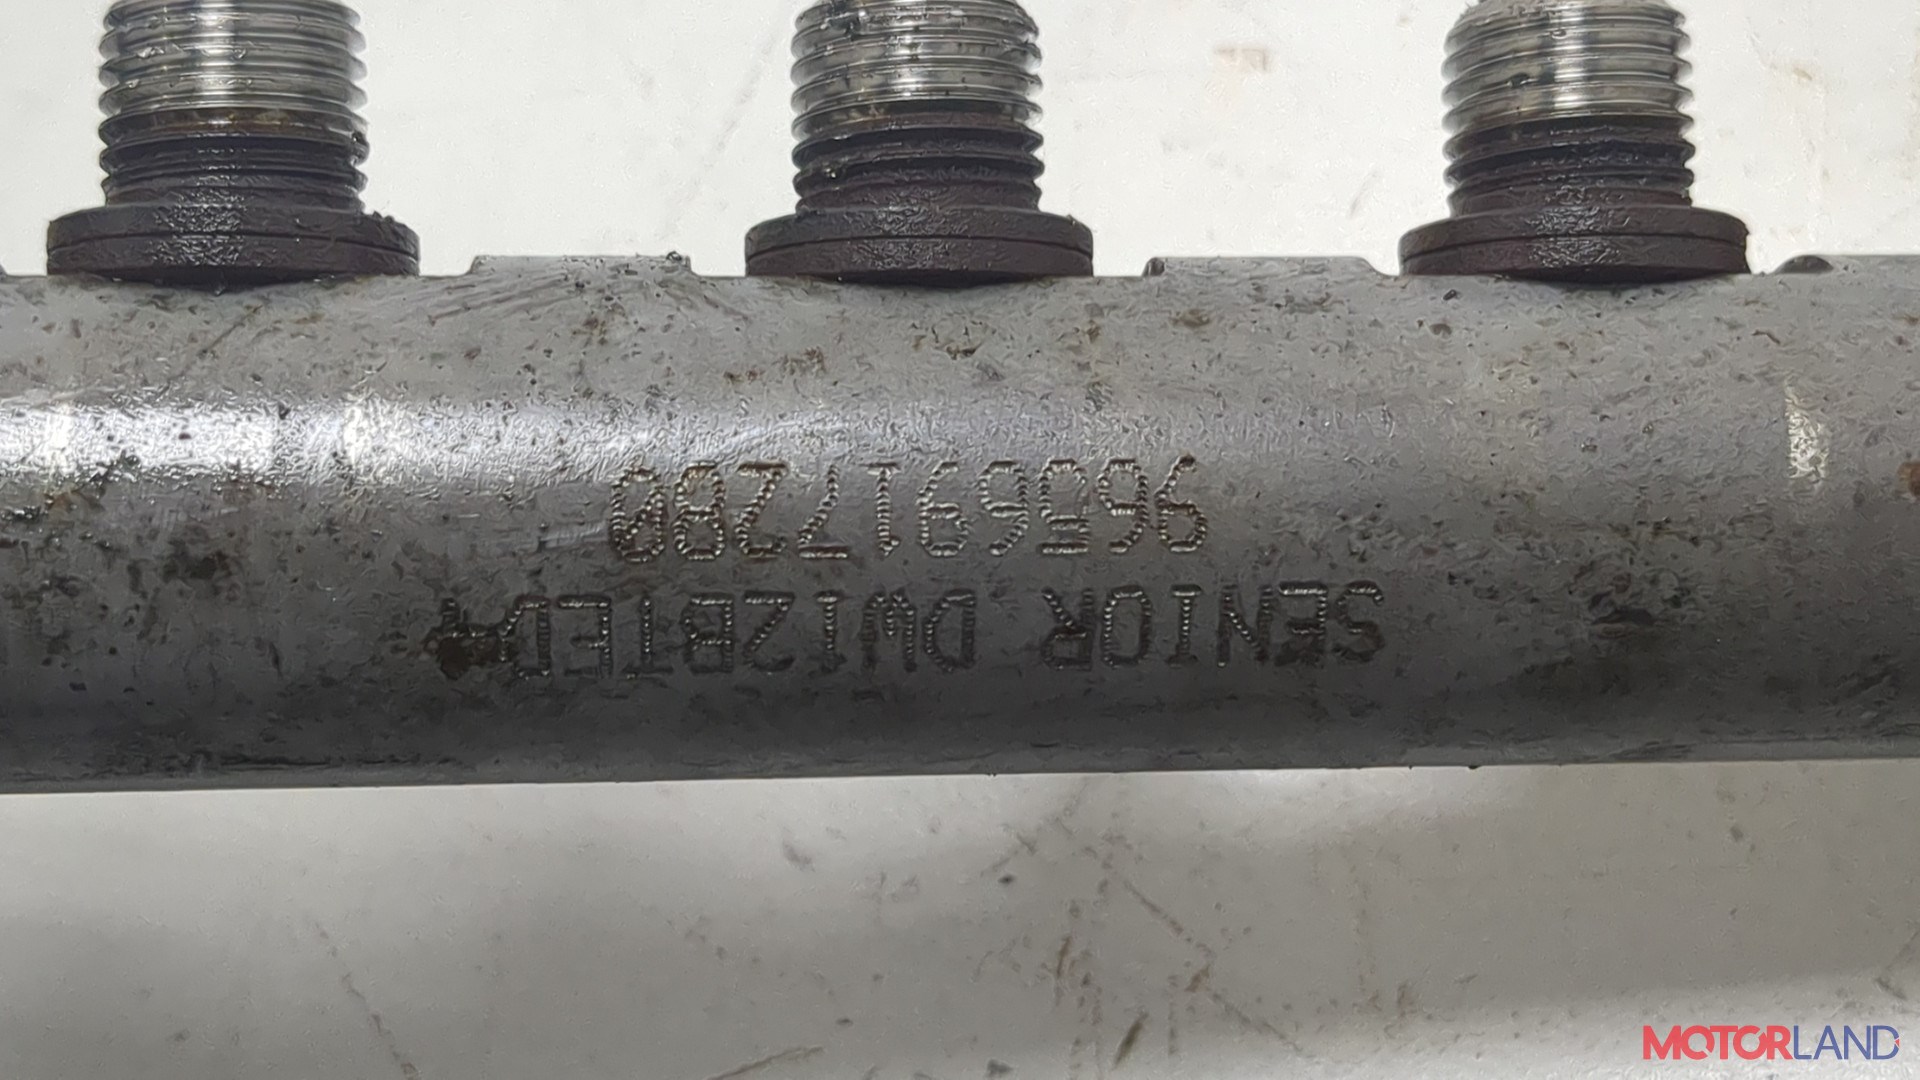 SENIOR DW12BTED4
9656917280
MOTORLAND